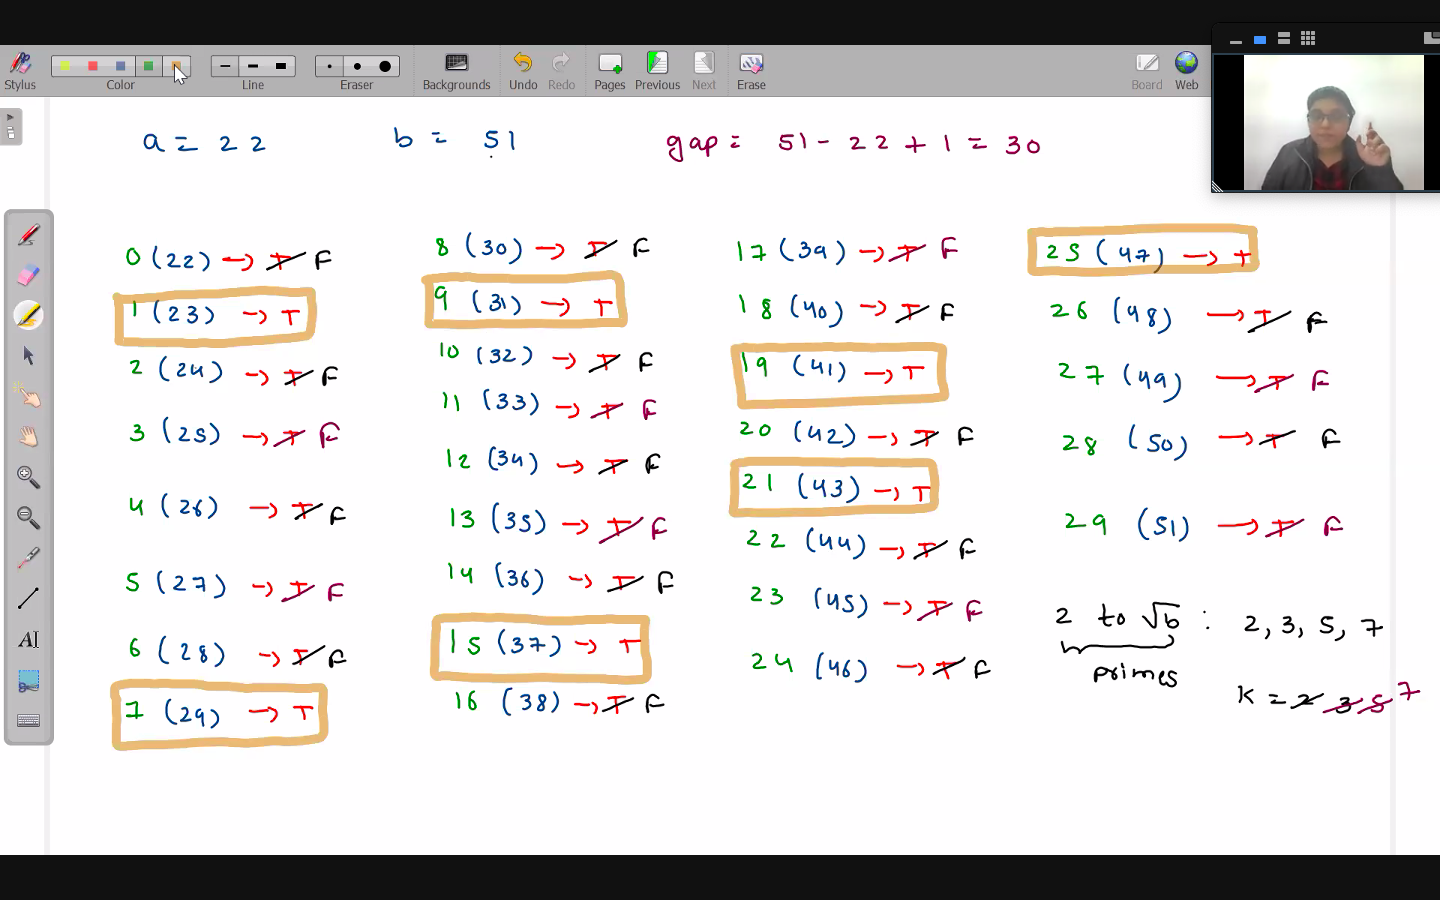 Stylus
Color
Line
Eraser
Backgrounds
Undo
Redo
Pages
Previous
Next
Erase
Board
Web
a = 22
b = 51
gap = 51 - 22 + 1 = 30
0 (22) → T F
1 (23) → T
2 (24) → T F
3 (25) → T F
4 (26) → T F
5 (27) → T F
6 (28) → T F
7 (29) → T
8 (30) → T F
9 (31) → T
10 (32) → T F
11 (33) → T F
12 (34) → T F
13 (35) → T F
14 (36) → T F
15 (37) → T
16 (38) → T F
17 (39) → T F
18 (40) → T F
19 (41) → T
20 (42) → T F
21 (43) → T
22 (44) → T F
23 (45) → T F
24 (46) → T F
25 (47) → T
26 (48) → T F
27 (49) → T F
28 (50) → T F
29 (51) → T F
2 to √b : 2, 3, 5, 7
primes
K = 2 3 5 7
AI